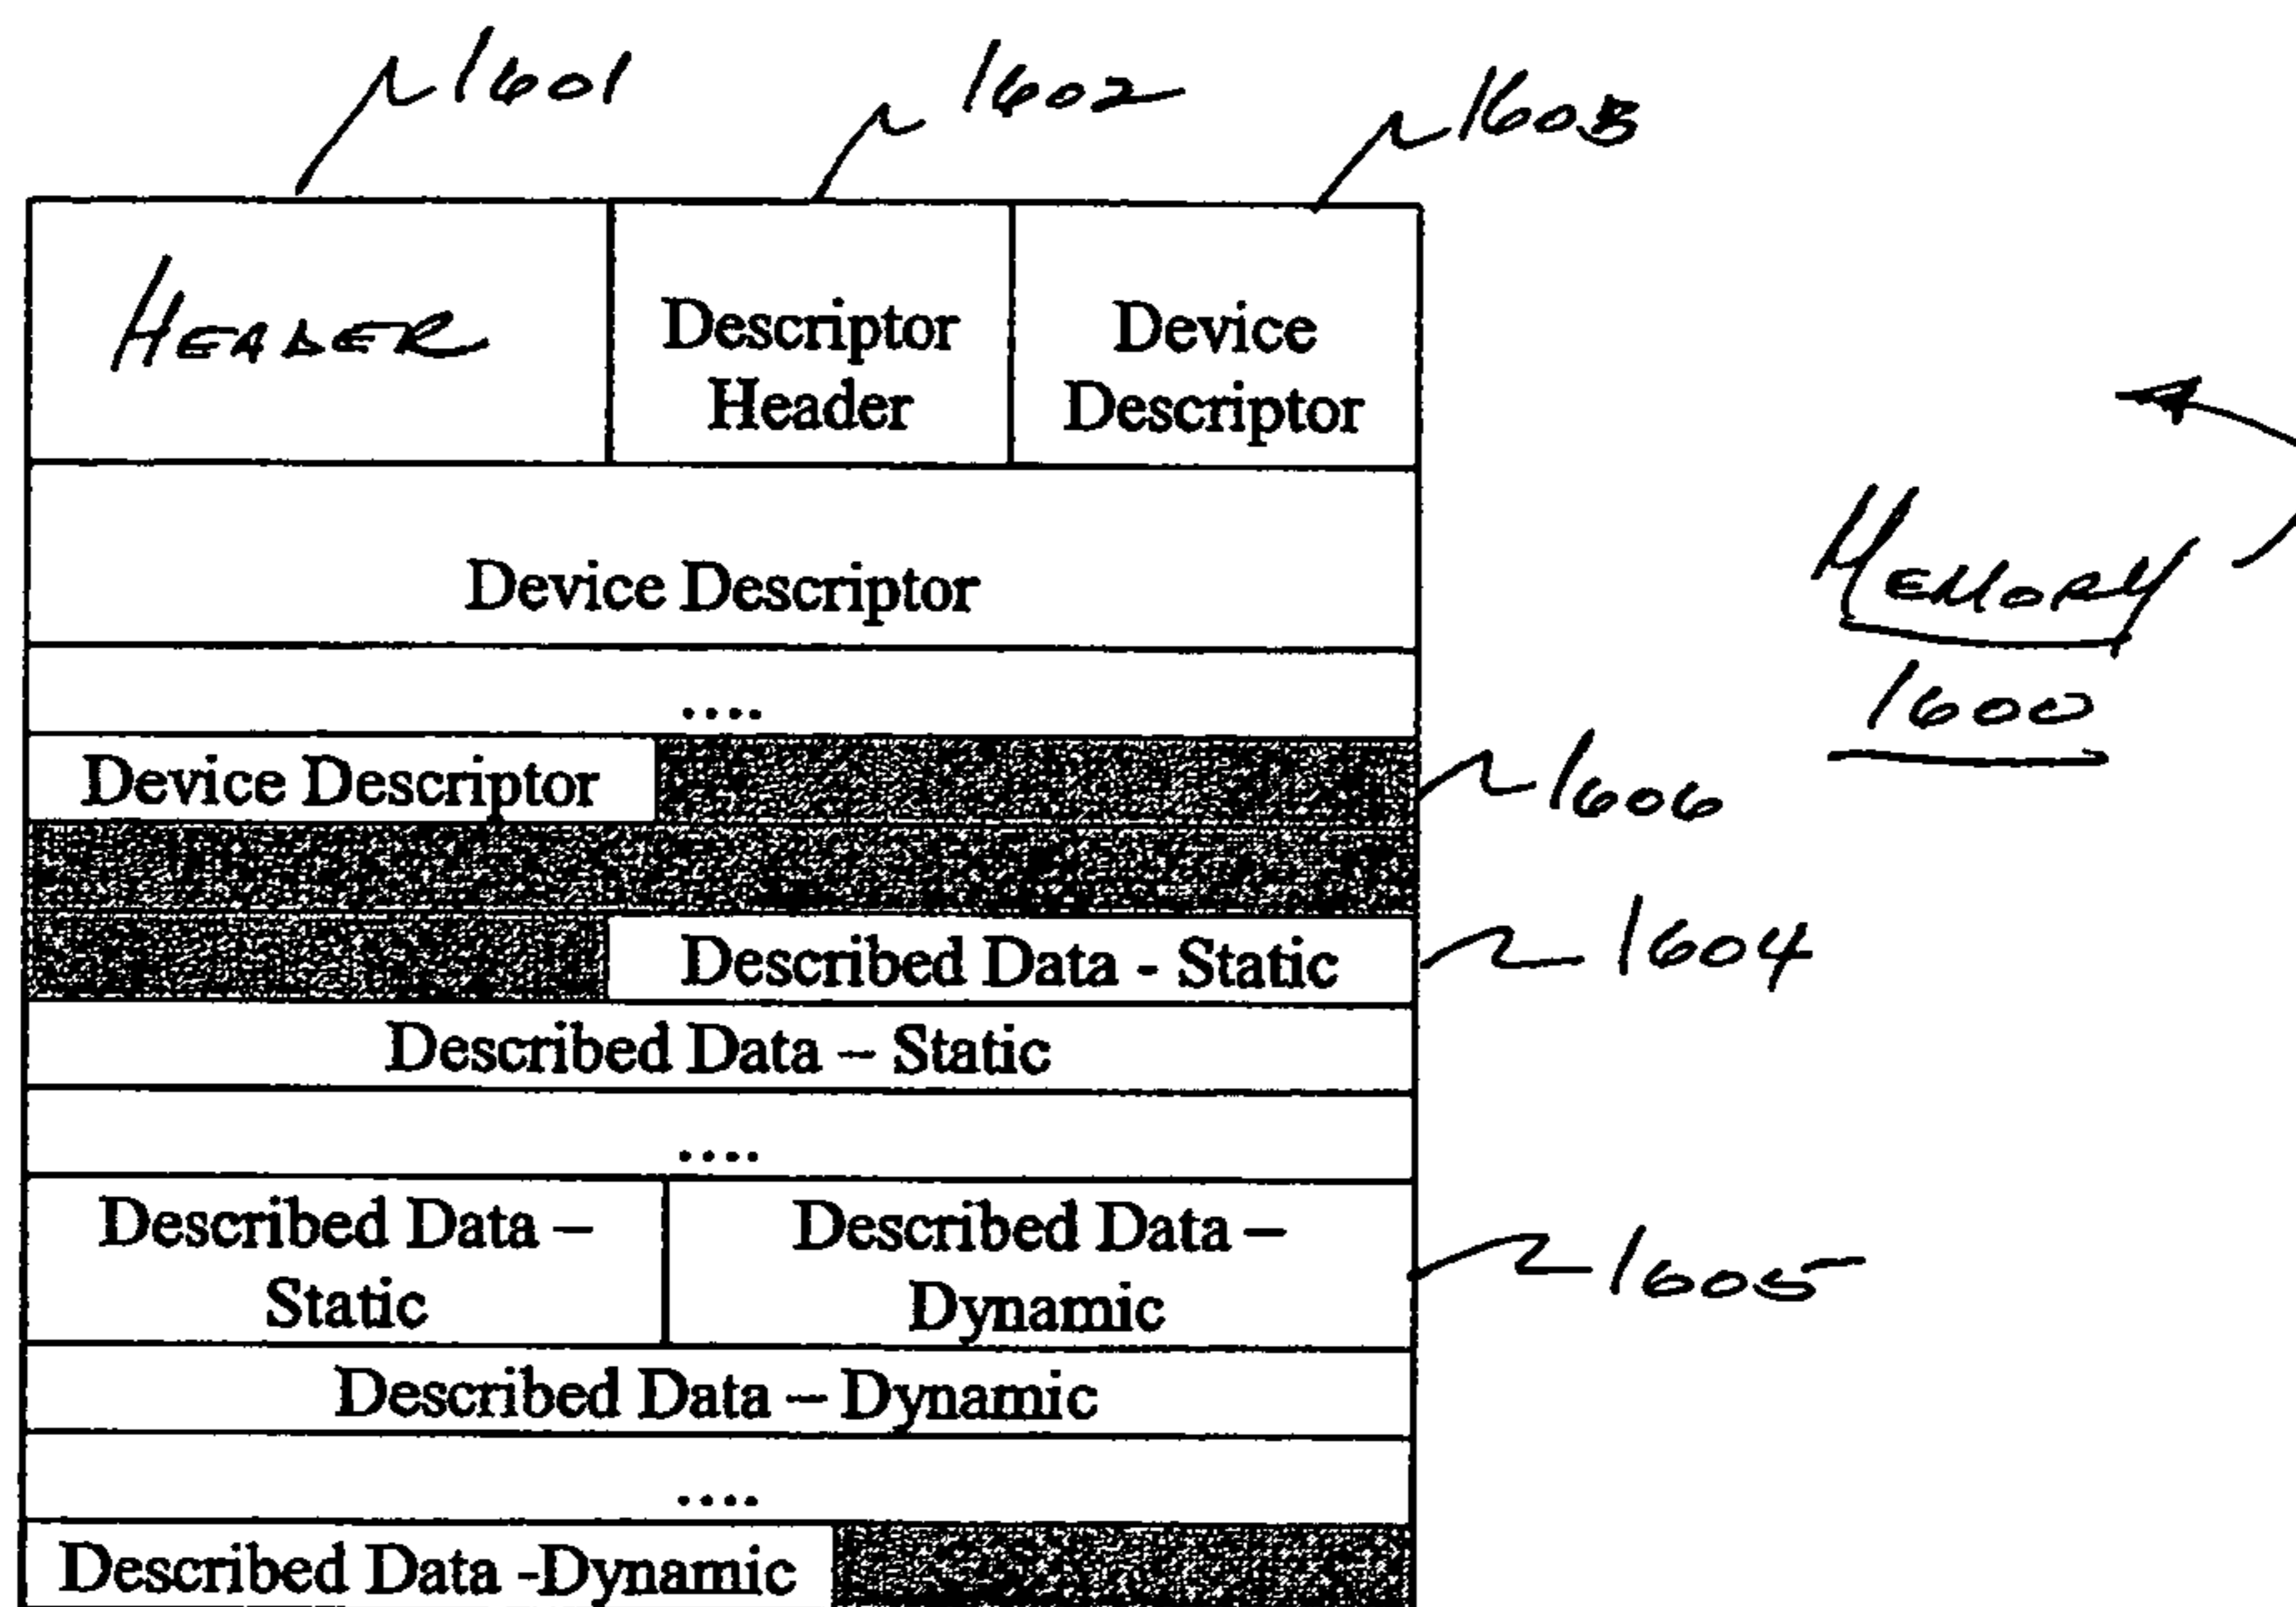 1601
1602
1603
HEADER
Descriptor
Header
Device
Descriptor
Device Descriptor
MEMORY
1600
....
Device Descriptor
1606
Described Data - Static
1604
Described Data – Static
....
Described Data –
Static
Described Data –
Dynamic
1605
Described Data – Dynamic
....
Described Data -Dynamic